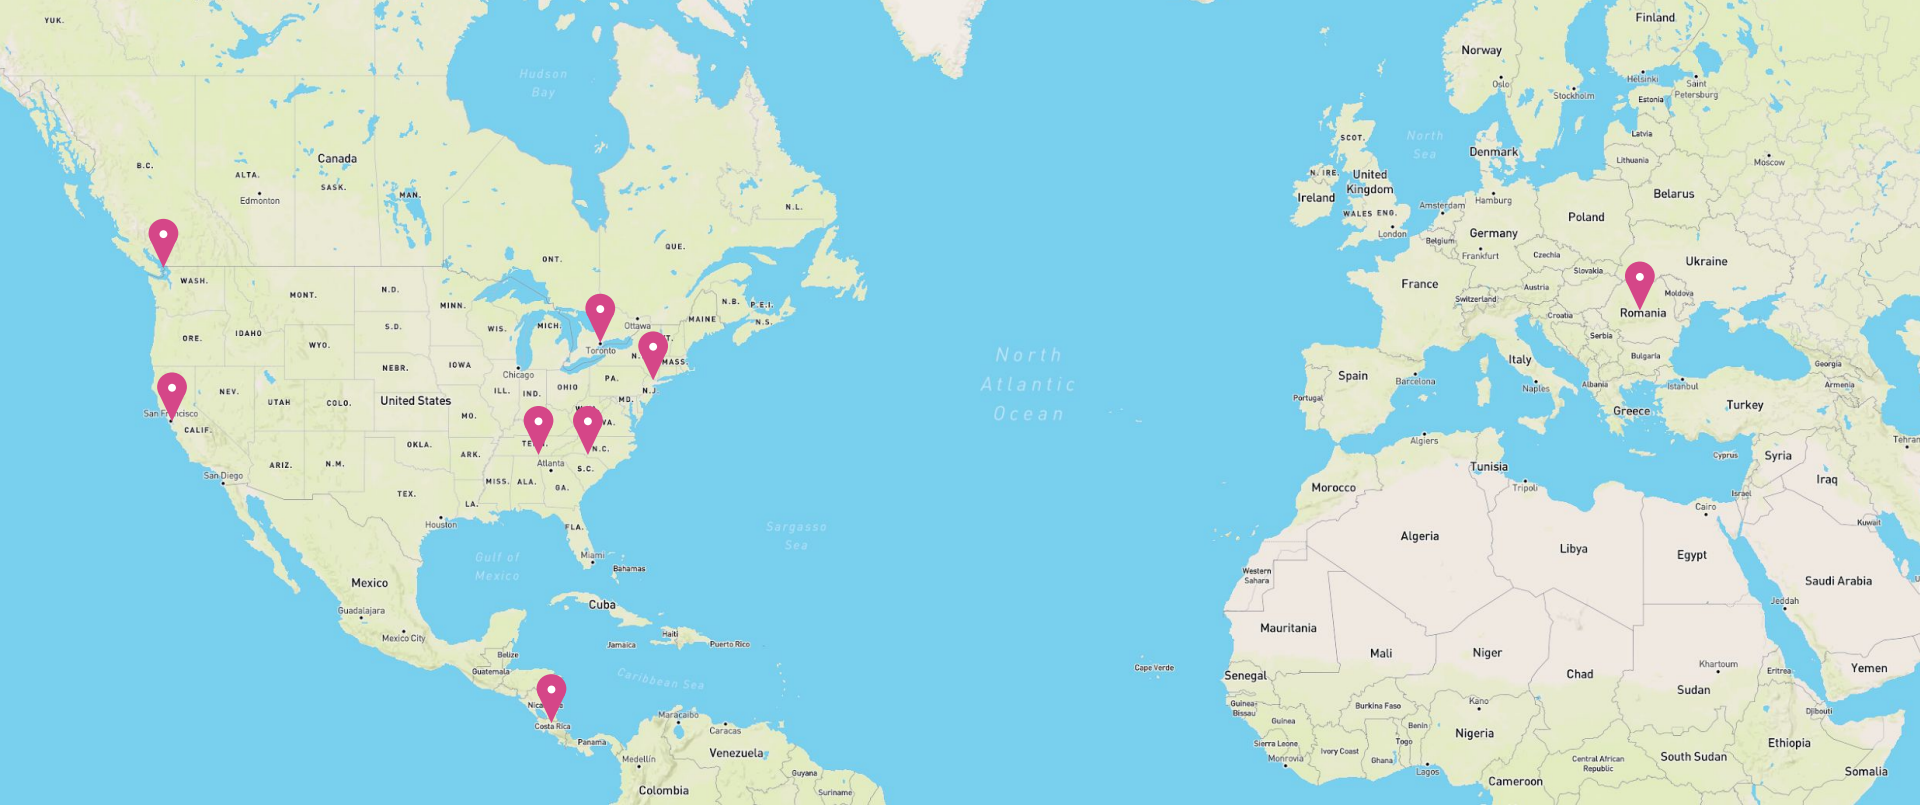 YUK.
Hudson
Bay
Finland
Norway
Oslo
Helsinki
Saint
Petersburg
Stockholm
Estonia
B.C.
ALTA.
Edmonton
Canada
SASK.
MAN.
SCOT.
North
Sea
Denmark
Latvia
Lithuania
Moscow
N. IRE.
United
Kingdom
Ireland
WALES
ENG.
London
Amsterdam
Hamburg
Belarus
Poland
N.L.
QUE.
ONT.
Belgium
Germany
Frankfurt
Czechia
Slovakia
Ukraine
WASH.
MONT.
N.D.
MINN.
N.B.
P.E.I.
N.S.
MAINE
France
Switzerland
Austria
Croatia
Moldova
Romania
ORE.
IDAHO
WYO.
S.D.
WIS.
MICH.
Ottawa
Toronto
MASS.
Serbia
Bulgaria
North
Atlantic
Ocean
NEBR.
IOWA
Chicago
Italy
Spain
Barcelona
Portugal
Naples
Albania
Istanbul
Georgia
Armenia
NEV.
UTAH
COLO.
United States
ILL.
IND.
OHIO
PA.
N.J.
MD.
Greece
Turkey
CALIF.
MO.
OKLA.
ARK.
N.C.
S.C.
Atlanta
Algiers
Tunisia
Cyprus
Syria
Tehran
Iraq
San Diego
ARIZ.
N.M.
TEX.
MISS.
ALA.
GA.
LA.
Houston
FLA.
Miami
Bahamas
Morocco
Tripoli
Israel
Cairo
Kuwait
Sargasso
Sea
Gulf of
Mexico
Algeria
Libya
Egypt
Western
Sahara
Saudi Arabia
Mexico
Guadalajara
Mexico City
Cuba
Haiti
Jamaica
Puerto Rico
Jeddah
Mauritania
Mali
Niger
Chad
Khartoum
Sudan
Eritrea
Yemen
Belize
Guatemala
Caribbean Sea
Cape Verde
Senegal
Guinea-
Bissau
Guinea
Burkina Faso
Kano
Benin
Togo
Nigeria
Djibouti
Ethiopia
Costa Rica
Panama
Maracaibo
Caracas
Medellín
Venezuela
Guyana
Suriname
Colombia
Sierra Leone
Monrovia
Ivory Coast
Ghana
Lagos
Cameroon
Central African
Republic
South Sudan
Somalia